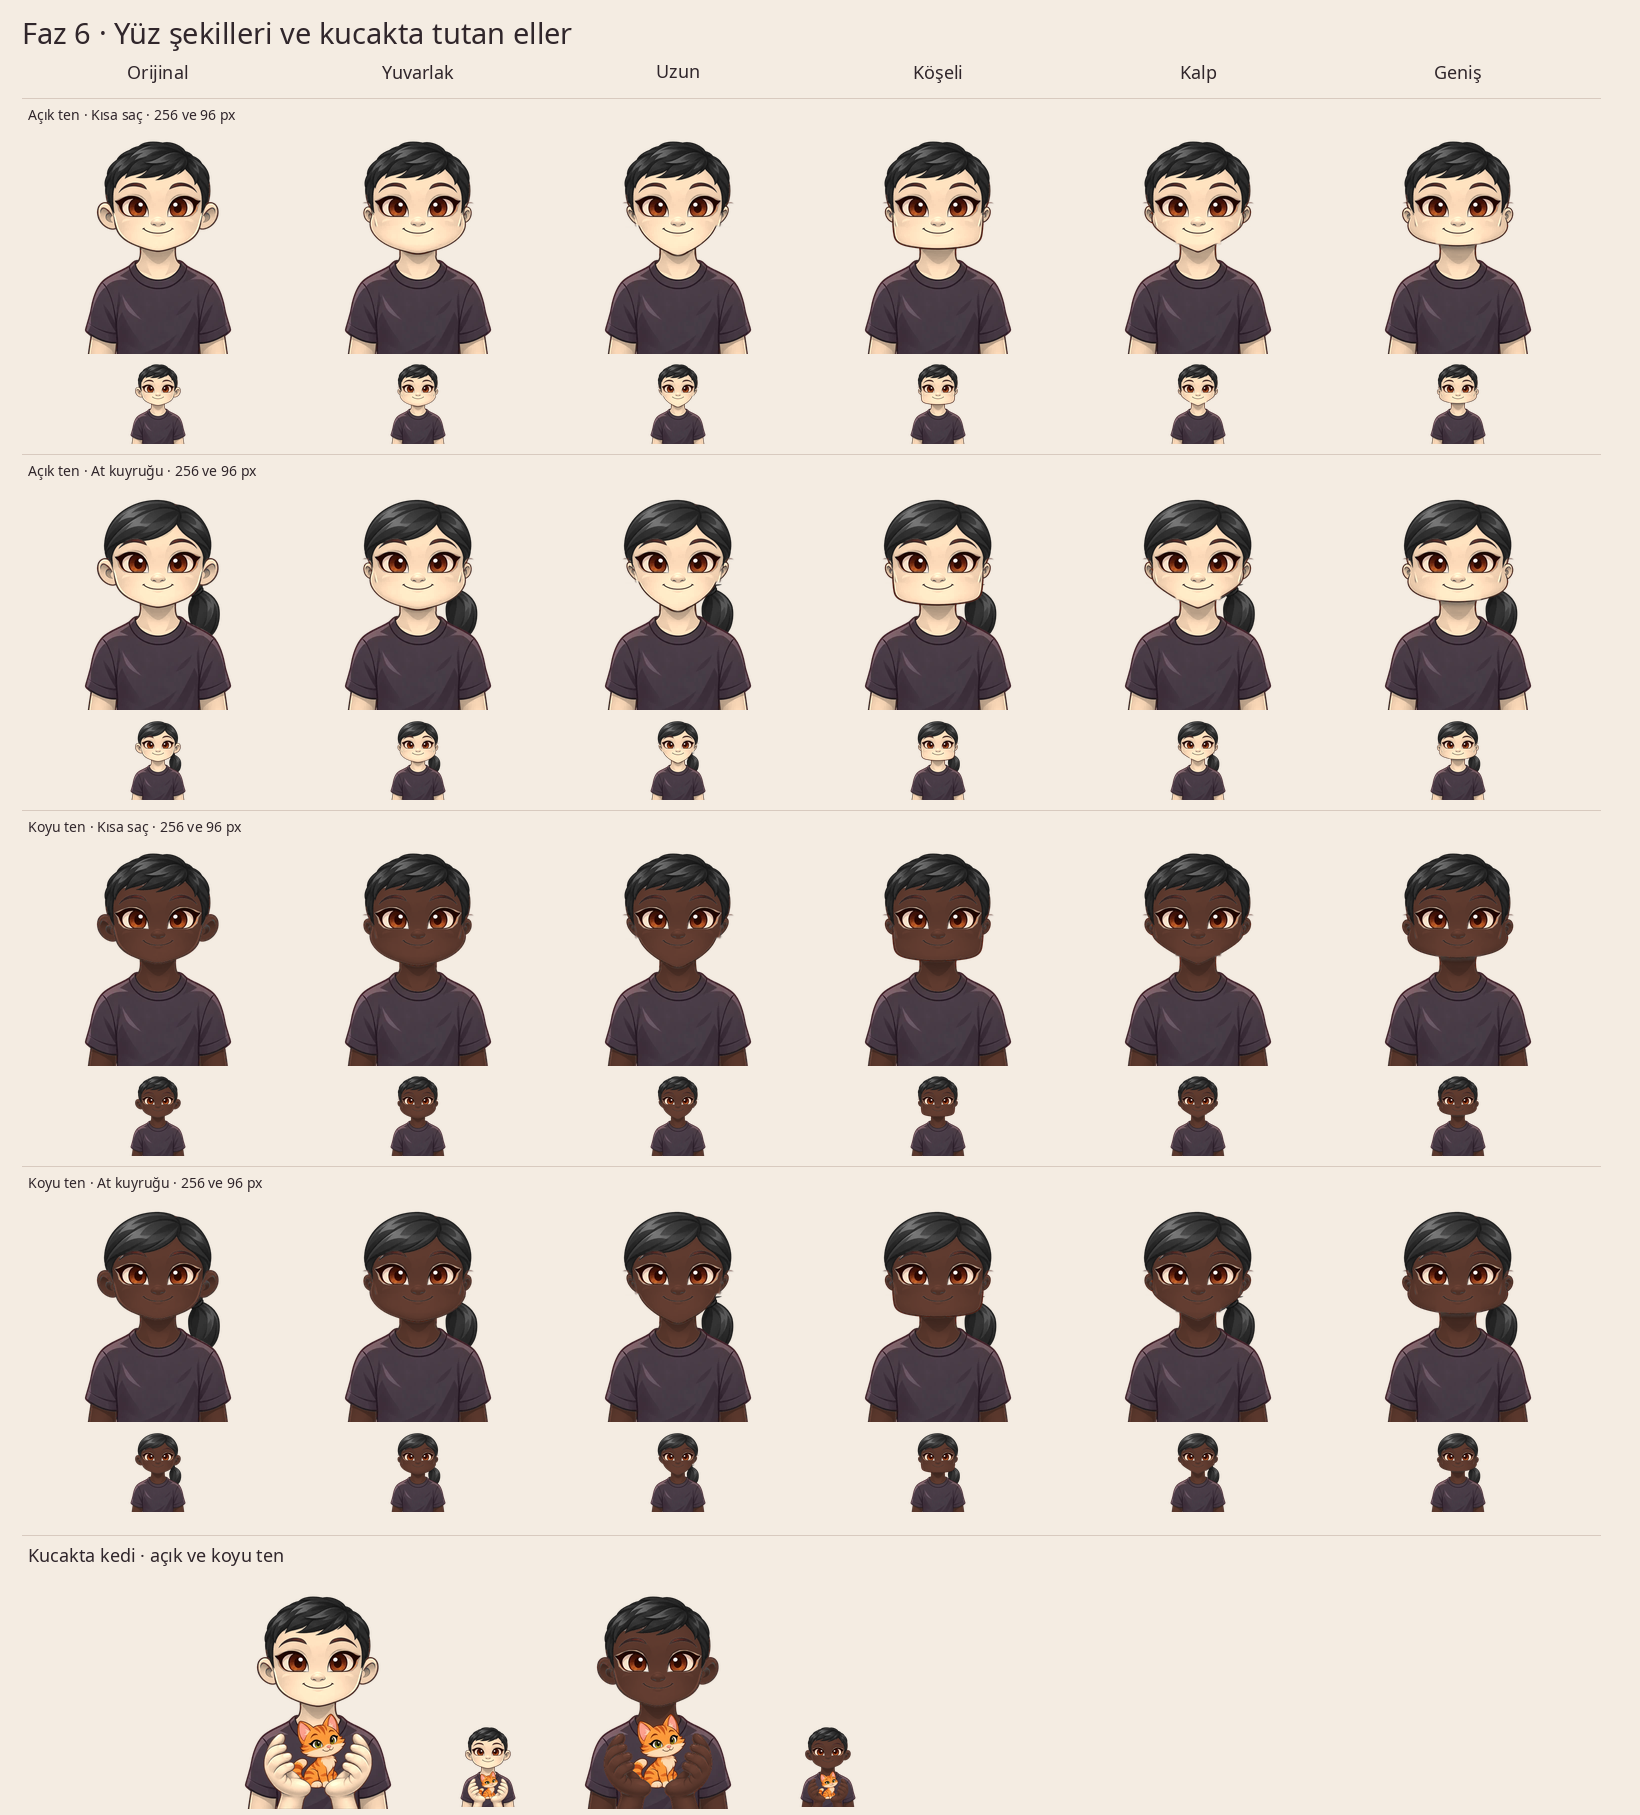 Faz 6 · Yüz şekilleri ve kucakta tutan eller
Orijinal Yuvarlak Uzun Köşeli Kalp Geniş
Açık ten · Kısa saç · 256 ve 96 px
Açık ten · At kuyruğu · 256 ve 96 px
Koyu ten · Kısa saç · 256 ve 96 px
Koyu ten · At kuyruğu · 256 ve 96 px
Kucakta kedi · açık ve koyu ten